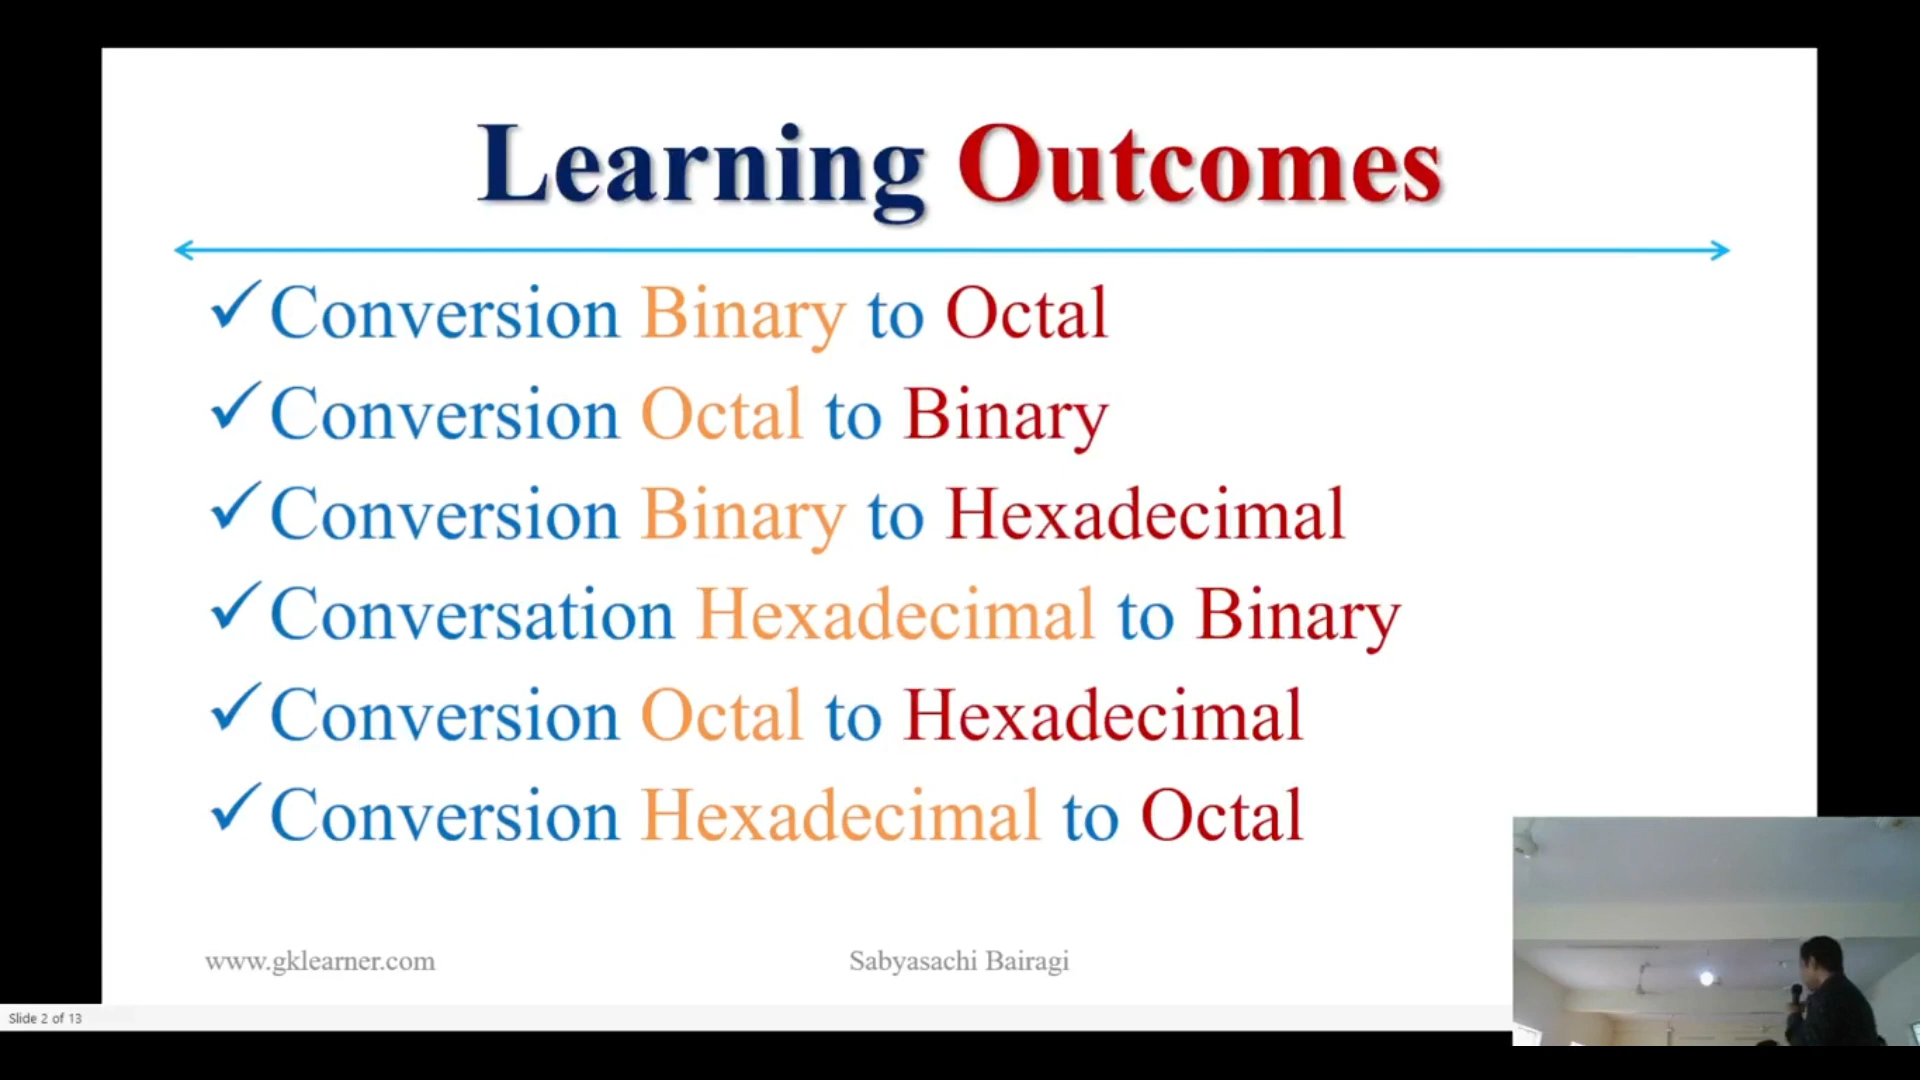 Learning Outcomes
✓Conversion Binary to Octal
✓Conversion Octal to Binary
✓Conversion Binary to Hexadecimal
✓Conversation Hexadecimal to Binary
✓Conversion Octal to Hexadecimal
✓Conversion Hexadecimal to Octal
www.gklearner.com Sabyasachi Bairagi
Slide 2 of 13